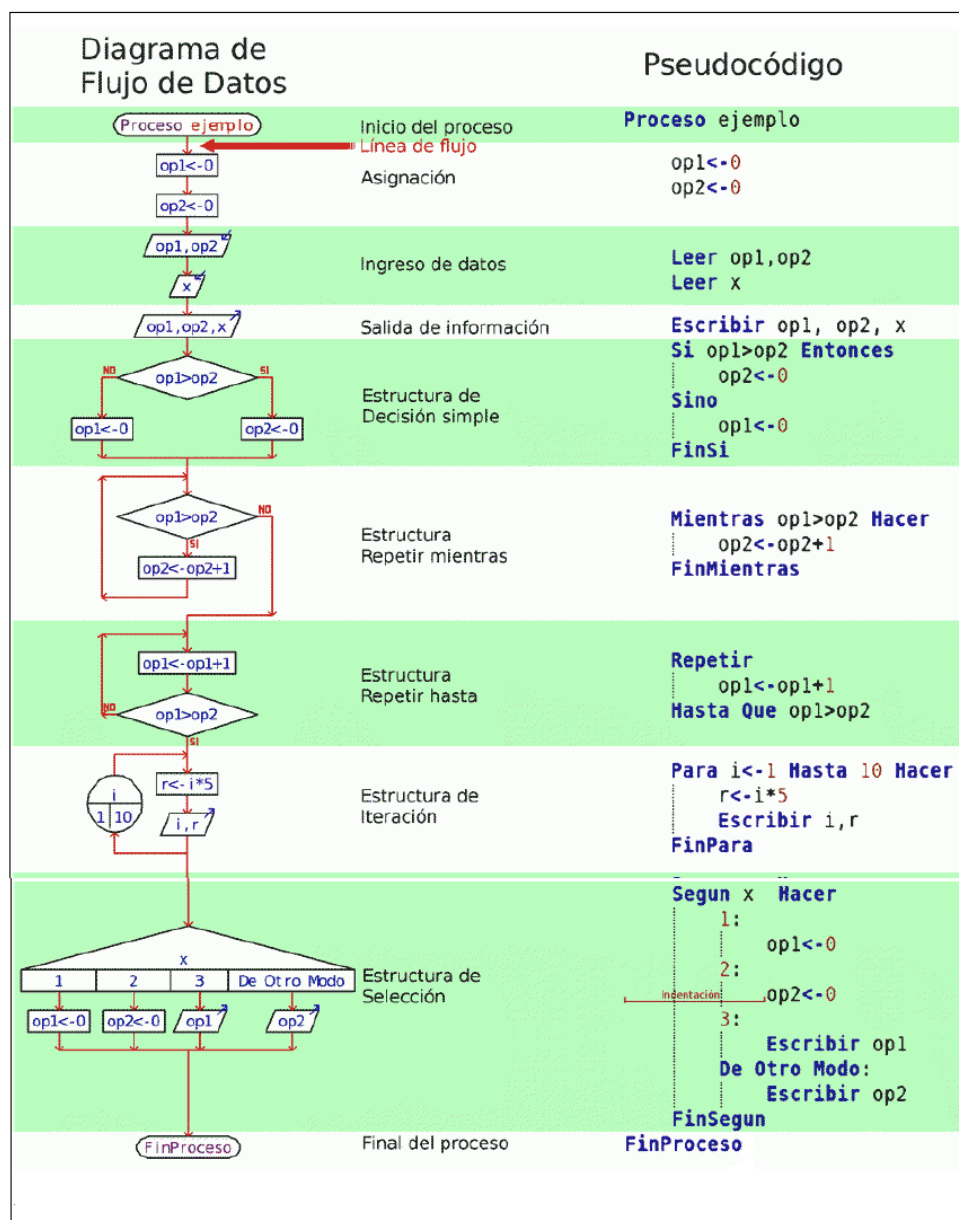 Diagrama de
Flujo de Datos
Pseudocódigo
Proceso ejemplo
Inicio del proceso
Proceso ejemplo
Línea de flujo
op1<-0
Asignación
op1<-0
op2<-0
op2<-0
op1,op2
x
Ingreso de datos
Leer op1,op2
Leer x
op1,op2,x
Salida de información
Escribir op1, op2, x
NO
op1>op2
SI
op1<-0
op2<-0
Estructura de
Decisión simple
Si op1>op2 Entonces
op2<-0
Sino
op1<-0
FinSi
op1>op2
NO
SI
op2<-op2+1
Estructura
Repetir mientras
Mientras op1>op2 Hacer
op2<-op2+1
FinMientras
op1<-op1+1
NO
op1>op2
SI
Estructura
Repetir hasta
Repetir
op1<-op1+1
Hasta Que op1>op2
i
1 10
r<-i*5
i,r
Estructura de
Iteración
Para i<-1 Hasta 10 Hacer
r<-i*5
Escribir i,r
FinPara
x
1 2 3 De Otro Modo
op1<-0 op2<-0 op1 op2
Estructura de
Selección
Segun x Hacer
1:
op1<-0
2:
indentación
op2<-0
3:
Escribir op1
De Otro Modo:
Escribir op2
FinSegun
FinProceso
Final del proceso
FinProceso